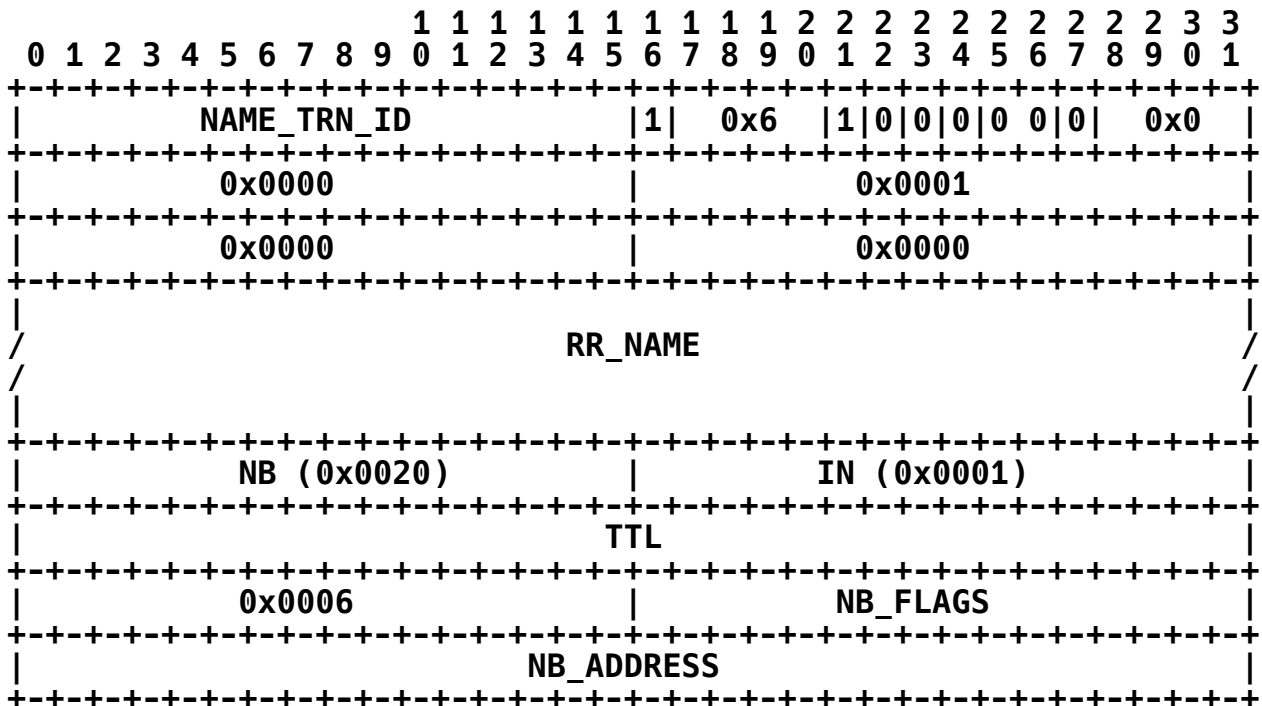 1 1 1 1 1 1 1 1 1 1 2 2 2 2 2 2 2 2 2 2 3 3
 0 1 2 3 4 5 6 7 8 9 0 1 2 3 4 5 6 7 8 9 0 1 2 3 4 5 6 7 8 9 0 1
+-+-+-+-+-+-+-+-+-+-+-+-+-+-+-+-+-+-+-+-+-+-+-+-+-+-+-+-+-+-+-+-+
|         NAME_TRN_ID           |1|  0x6  |1|0|0|0|0 0|0|  0x0  |
+-+-+-+-+-+-+-+-+-+-+-+-+-+-+-+-+-+-+-+-+-+-+-+-+-+-+-+-+-+-+-+-+
|          0x0000               |           0x0001              |
+-+-+-+-+-+-+-+-+-+-+-+-+-+-+-+-+-+-+-+-+-+-+-+-+-+-+-+-+-+-+-+-+
|          0x0000               |           0x0000              |
+-+-+-+-+-+-+-+-+-+-+-+-+-+-+-+-+-+-+-+-+-+-+-+-+-+-+-+-+-+-+-+-+
|                                                               |
/                            RR_NAME                            /
/                                                               /
|                                                               |
+-+-+-+-+-+-+-+-+-+-+-+-+-+-+-+-+-+-+-+-+-+-+-+-+-+-+-+-+-+-+-+-+
|           NB (0x0020)         |         IN (0x0001)           |
+-+-+-+-+-+-+-+-+-+-+-+-+-+-+-+-+-+-+-+-+-+-+-+-+-+-+-+-+-+-+-+-+
|                              TTL                              |
+-+-+-+-+-+-+-+-+-+-+-+-+-+-+-+-+-+-+-+-+-+-+-+-+-+-+-+-+-+-+-+-+
|           0x0006              |          NB_FLAGS             |
+-+-+-+-+-+-+-+-+-+-+-+-+-+-+-+-+-+-+-+-+-+-+-+-+-+-+-+-+-+-+-+-+
|                          NB_ADDRESS                           |
+-+-+-+-+-+-+-+-+-+-+-+-+-+-+-+-+-+-+-+-+-+-+-+-+-+-+-+-+-+-+-+-+